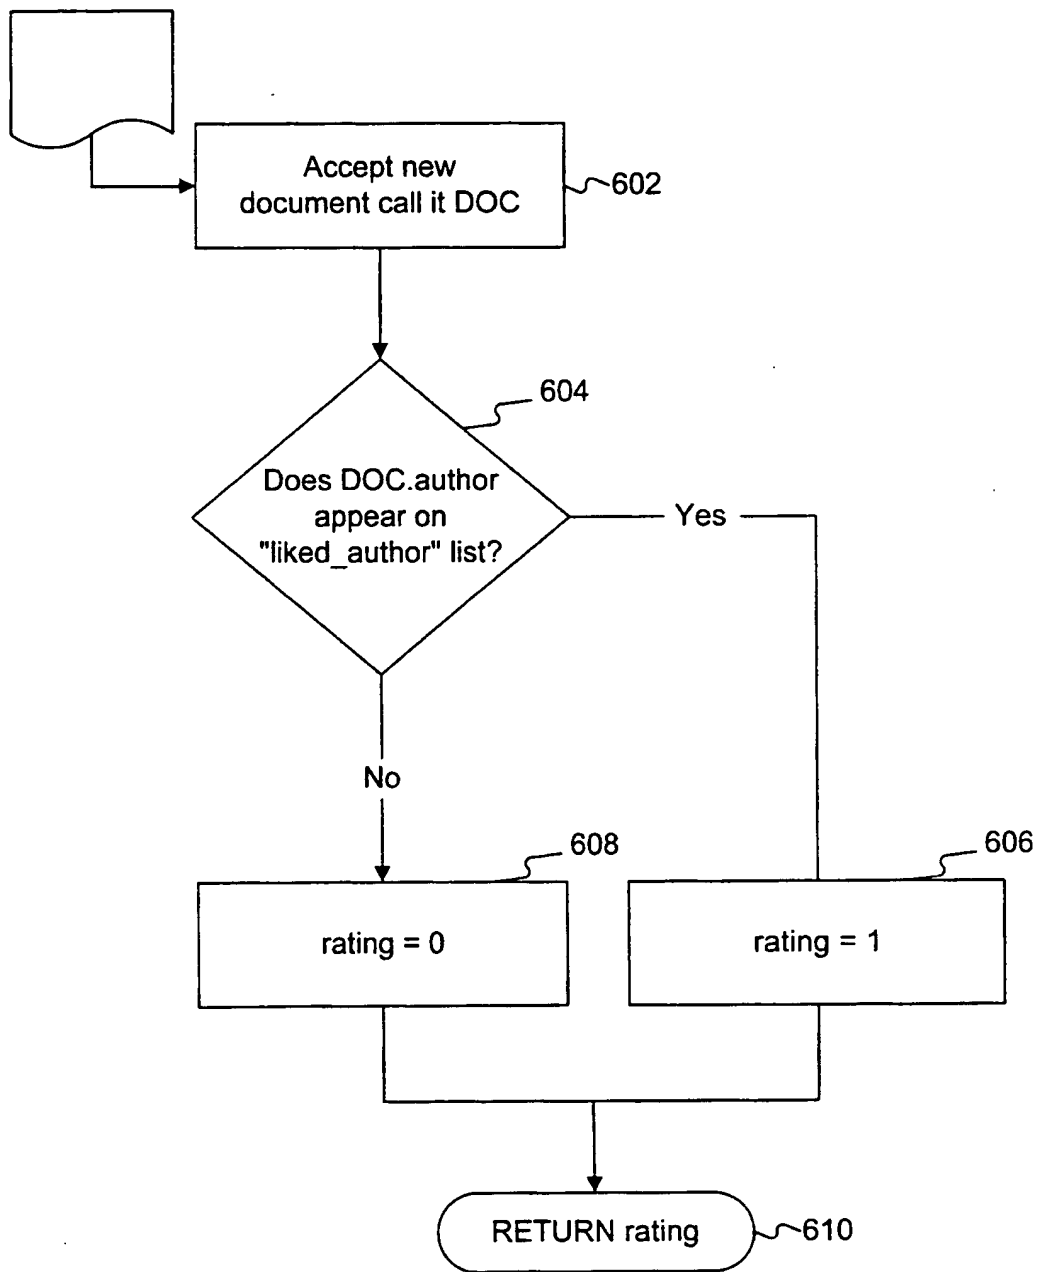 Accept new
document call it DOC
602
604
Does DOC.author
appear on
"liked_author" list?
Yes
No
608
606
rating = 0
rating = 1
RETURN rating
610